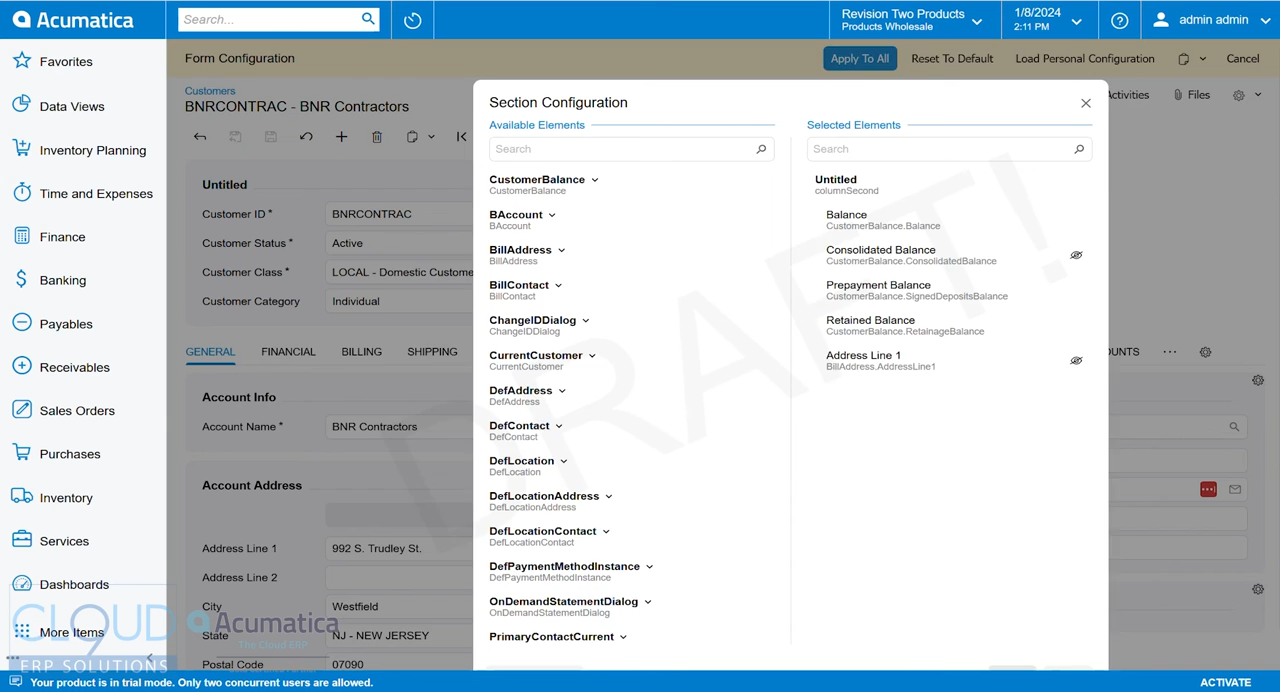 Acumatica
Search...
Revision Two Products
Products Wholesale
1/8/2024
2:11 PM
admin admin
Favorites
Data Views
Inventory Planning
Time and Expenses
Finance
Banking
Payables
Receivables
Sales Orders
Purchases
Inventory
Services
Dashboards
More Items
Form Configuration
Apply To All
Reset To Default
Load Personal Configuration
Cancel
Customers
BNRCONTRAC - BNR Contractors
Activities
Files
Untitled
Customer ID *
BNRCONTRAC
Customer Status *
Active
Customer Class *
LOCAL - Domestic Custome
Customer Category
Individual
GENERAL
FINANCIAL
BILLING
SHIPPING
OUNTS
Account Info
Account Name *
BNR Contractors
Account Address
Address Line 1
992 S. Trudley St.
Address Line 2
City
Westfield
State
NJ - NEW JERSEY
Postal Code
07090
Section Configuration
Available Elements
Search
CustomerBalance
CustomerBalance
BAccount
BAccount
BillAddress
BillAddress
BillContact
BillContact
ChangeIDDialog
ChangeIDDialog
CurrentCustomer
CurrentCustomer
DefAddress
DefAddress
DefContact
DefContact
DefLocation
DefLocation
DefLocationAddress
DefLocationAddress
DefLocationContact
DefLocationContact
DefPaymentMethodInstance
DefPaymentMethodInstance
OnDemandStatementDialog
OnDemandStatementDialog
PrimaryContactCurrent
Selected Elements
Search
Untitled
columnSecond
Balance
CustomerBalance.Balance
Consolidated Balance
CustomerBalance.ConsolidatedBalance
Prepayment Balance
CustomerBalance.SignedDepositsBalance
Retained Balance
CustomerBalance.RetainageBalance
Address Line 1
BillAddress.AddressLine1
DRAFT!
CLOUD9
ERP SOLUTIONS
Acumatica
The Cloud ERP
Your product is in trial mode. Only two concurrent users are allowed.
ACTIVATE